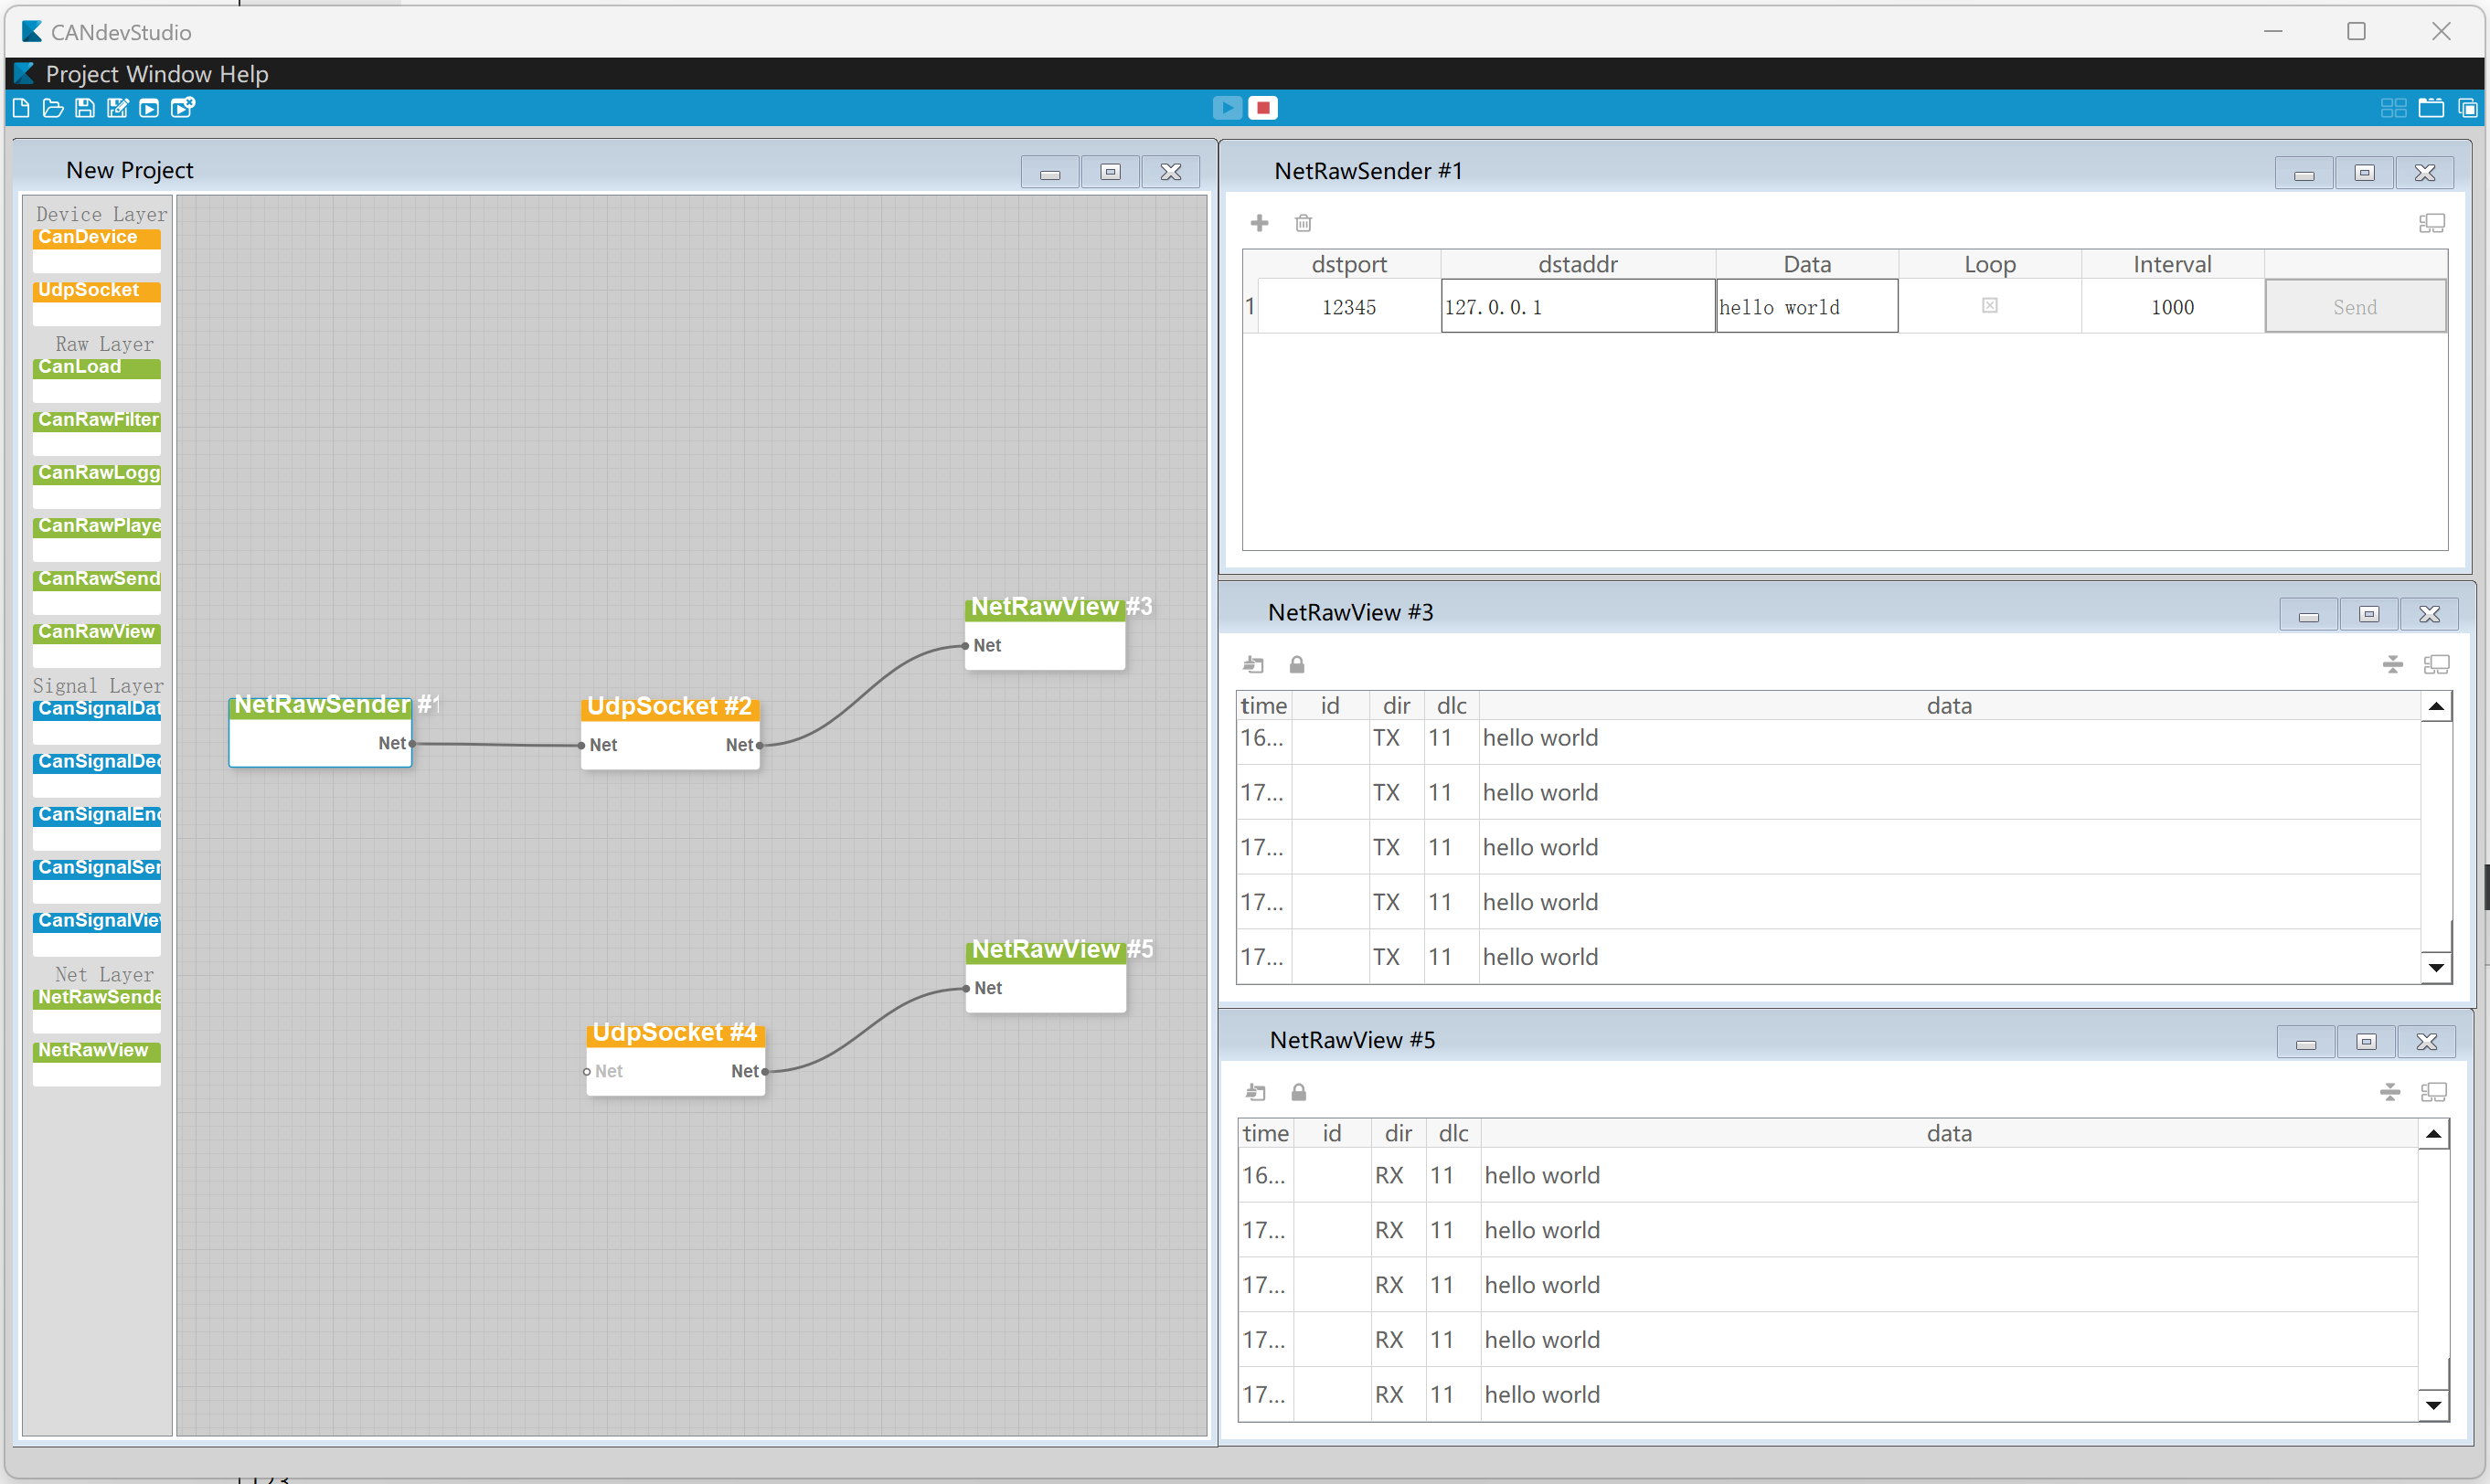 CANdevStudio
Project Window Help
New Project
Device Layer
CanDevice
UdpSocket
Raw Layer
CanLoad
CanRawFilter
CanRawLogg
CanRawPlaye
CanRawSend
CanRawView
Signal Layer
CanSignalDat
CanSignalDec
CanSignalEnc
CanSignalSer
CanSignalVie
Net Layer
NetRawSende
NetRawView
NetRawSender #1
Net
UdpSocket #2
Net Net
NetRawView #3
Net
UdpSocket #4
Net Net
NetRawView #5
Net
NetRawSender #1
dstport dstaddr Data Loop Interval
1 12345 127.0.0.1 hello world 1000 Send
NetRawView #3
time id dir dlc data
16... TX 11 hello world
17... TX 11 hello world
17... TX 11 hello world
17... TX 11 hello world
17... TX 11 hello world
NetRawView #5
time id dir dlc data
16... RX 11 hello world
17... RX 11 hello world
17... RX 11 hello world
17... RX 11 hello world
17... RX 11 hello world